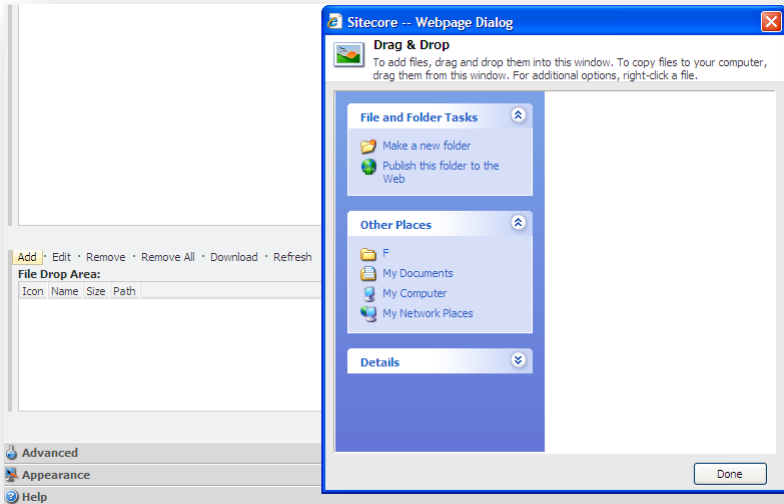 Sitecore -- Webpage Dialog
Drag & Drop
To add files, drag and drop them into this window. To copy files to your computer,
drag them from this window. For additional options, right-click a file.
File and Folder Tasks
Make a new folder
Publish this folder to the
Web
Other Places
F
My Documents
My Computer
My Network Places
Details
Done
Add · Edit · Remove · Remove All · Download · Refresh
File Drop Area:
Icon Name Size Path
Advanced
Appearance
Help